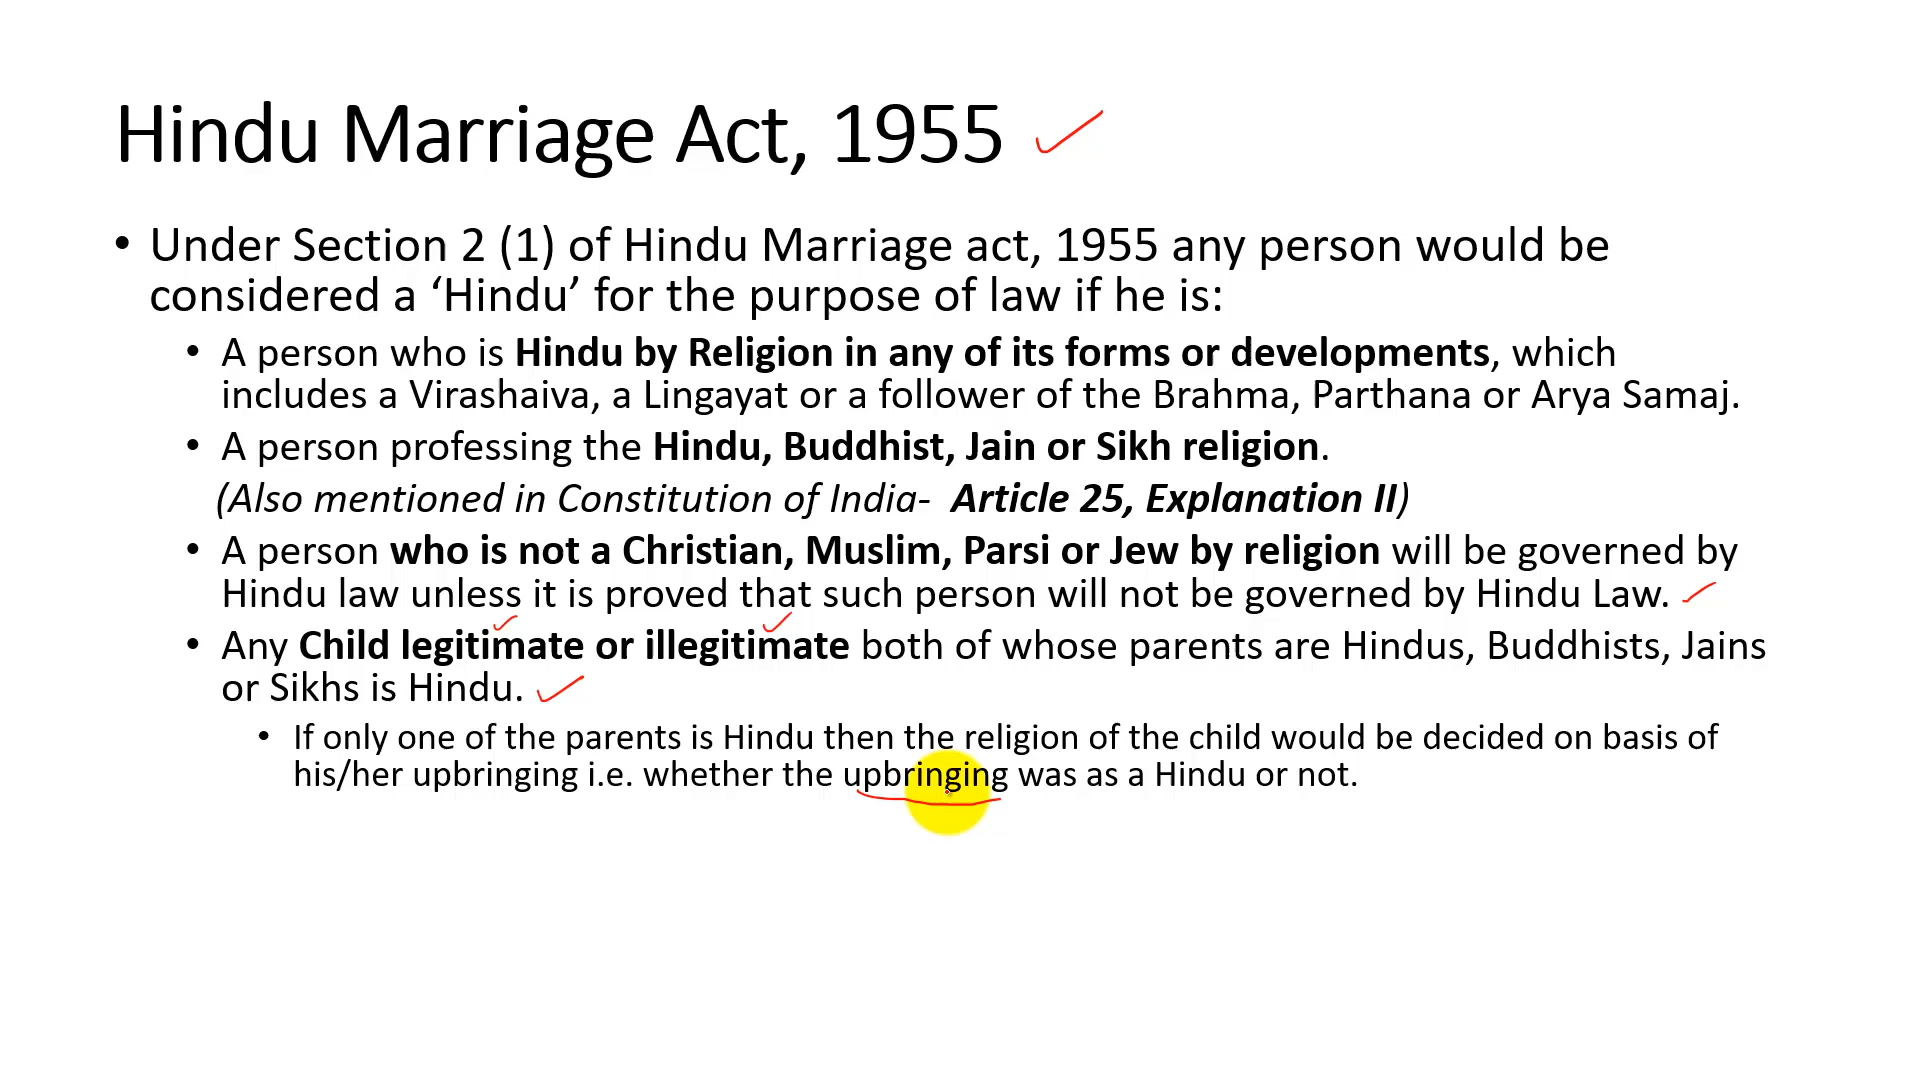 Hindu Marriage Act, 1955
• Under Section 2 (1) of Hindu Marriage act, 1955 any person would be
considered a ‘Hindu’ for the purpose of law if he is:
• A person who is Hindu by Religion in any of its forms or developments, which
includes a Virashaiva, a Lingayat or a follower of the Brahma, Parthana or Arya Samaj.
• A person professing the Hindu, Buddhist, Jain or Sikh religion.
(Also mentioned in Constitution of India- Article 25, Explanation II)
• A person who is not a Christian, Muslim, Parsi or Jew by religion will be governed by
Hindu law unless it is proved that such person will not be governed by Hindu Law.
• Any Child legitimate or illegitimate both of whose parents are Hindus, Buddhists, Jains
or Sikhs is Hindu.
• If only one of the parents is Hindu then the religion of the child would be decided on basis of
his/her upbringing i.e. whether the upbringing was as a Hindu or not.